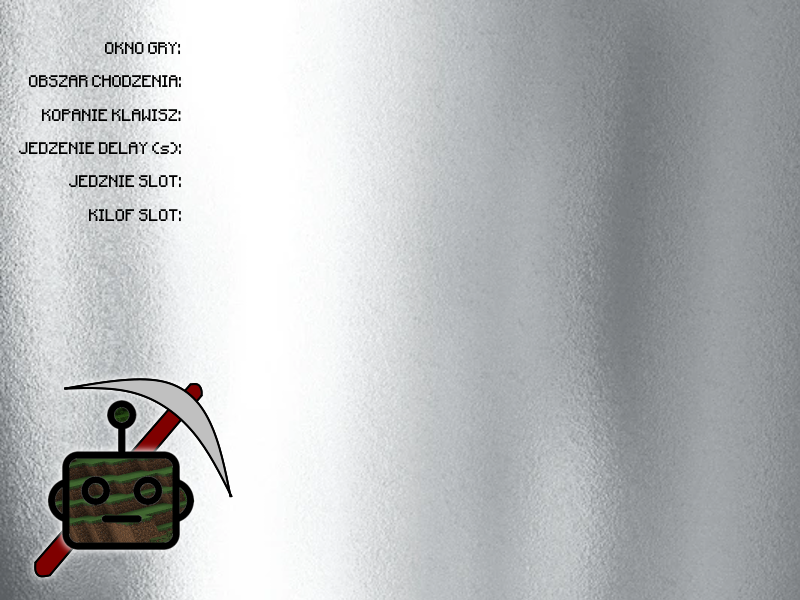 OKNO GRY:
OBSZAR CHODZENIA:
KOPANIE KLAWISZ:
JEDZENIE DELAY (s):
JEDZNIE SLOT:
KILOF SLOT: